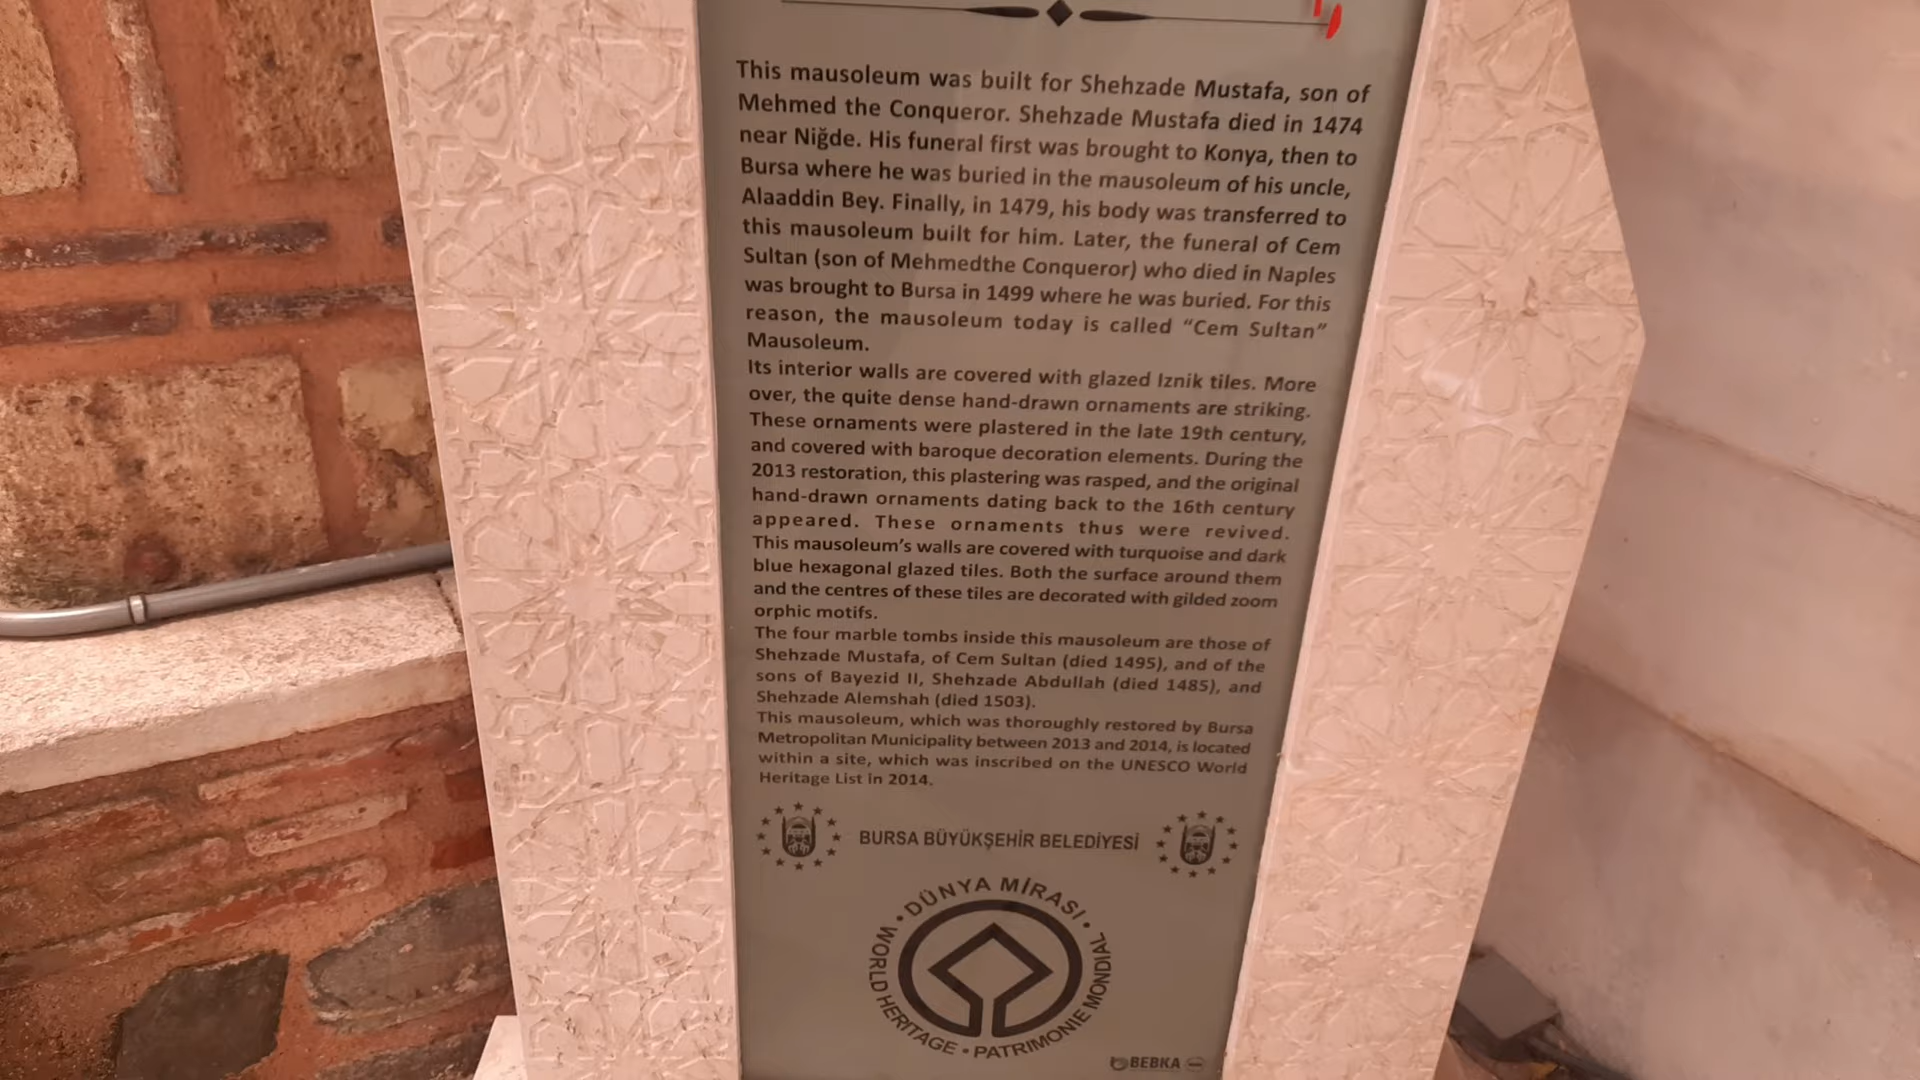 This mausoleum was built for Shehzade Mustafa, son of
Mehmed the Conqueror. Shehzade Mustafa died in 1474
near Niğde. His funeral first was brought to Konya, then to
Bursa where he was buried in the mausoleum of his uncle,
Alaaddin Bey. Finally, in 1479, his body was transferred to
this mausoleum built for him. Later, the funeral of Cem
Sultan (son of Mehmedthe Conqueror) who died in Naples
was brought to Bursa in 1499 where he was buried. For this
reason, the mausoleum today is called “Cem Sultan”
Mausoleum.
Its interior walls are covered with glazed Iznik tiles. More
over, the quite dense hand-drawn ornaments are striking.
These ornaments were plastered in the late 19th century,
and covered with baroque decoration elements. During the
2013 restoration, this plastering was rasped, and the original
hand-drawn ornaments dating back to the 16th century
appeared. These ornaments thus were revived.
This mausoleum’s walls are covered with turquoise and dark
blue hexagonal glazed tiles. Both the surface around them
and the centres of these tiles are decorated with gilded zoom
orphic motifs.
The four marble tombs inside this mausoleum are those of
Shehzade Mustafa, of Cem Sultan (died 1495), and of the
sons of Bayezid II, Shehzade Abdullah (died 1485), and
Shehzade Alemshah (died 1503).
This mausoleum, which was thoroughly restored by Bursa
Metropolitan Municipality between 2013 and 2014, is located
within a site, which was inscribed on the UNESCO World
Heritage List in 2014.
BURSA BÜYÜKŞEHİR BELEDİYESİ
• DÜNYA MİRASI •
WORLD HERITAGE • PATRIMONIE MONDIAL
BEBKA